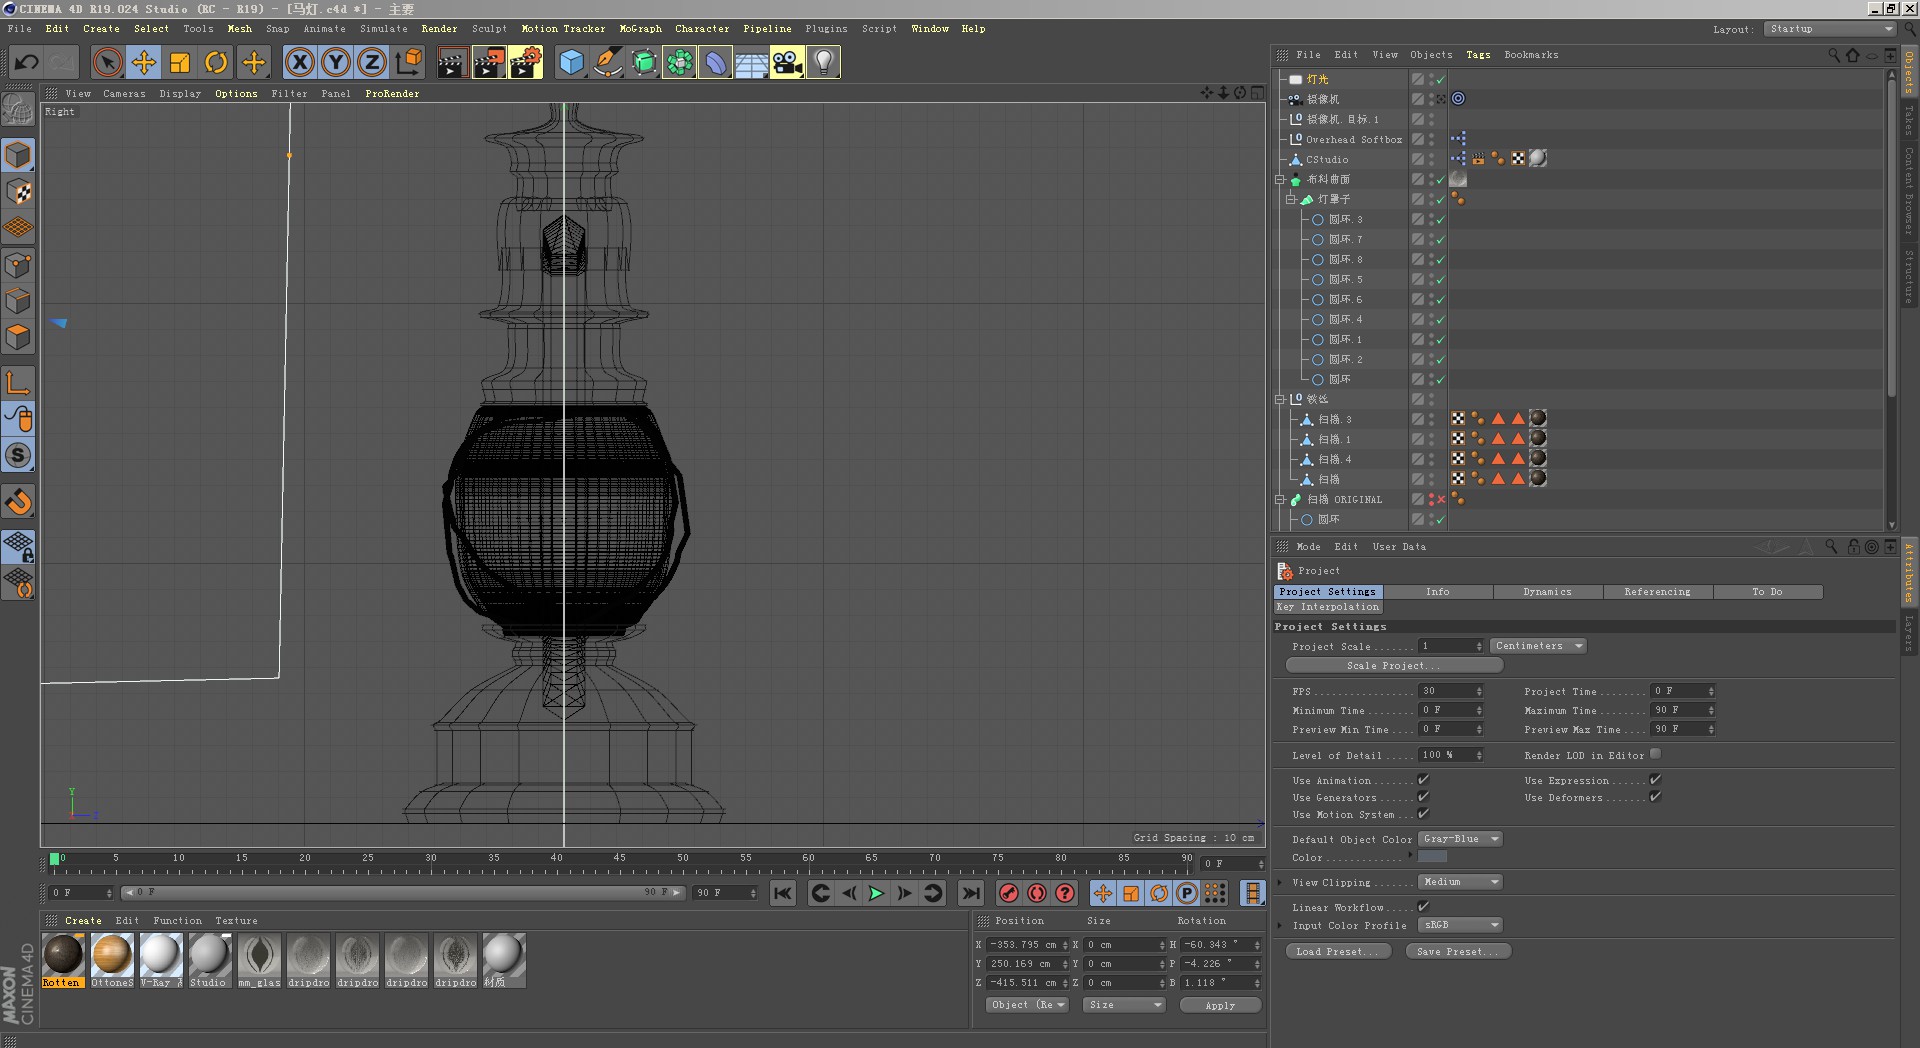 CINEMA 4D R19.024 Studio (RC - R19) - [马灯.c4d *] - 主要
File Edit Create Select Tools Mesh Snap Animate Simulate Render Sculpt Motion Tracker MoGraph Character Pipeline Plugins Script Window Help
Layout: Startup
X Y Z
File Edit View Objects Tags Bookmarks
View Cameras Display Options Filter Panel ProRender
Right
灯光
摄像机
摄像机.目标.1
Overhead Softbox
CStudio
布料曲面
灯罩子
圆环.3
圆环.7
圆环.8
圆环.5
圆环.6
圆环.4
圆环.1
圆环.2
圆环
铁丝
扫描.3
扫描.1
扫描.4
扫描
扫描 ORIGINAL
圆环
Objects
Takes
Content Browser
Structure
Y
Z
Grid Spacing : 10 cm
Mode Edit User Data
Project
Project Settings Info Dynamics Referencing To Do
Key Interpolation
Project Settings
Project Scale ....... 1 Centimeters
Scale Project...
FPS ................ 30 Project Time ........ 0 F
Minimum Time ....... 0 F Maximum Time ....... 90 F
Preview Min Time .... 0 F Preview Max Time .... 90 F
Level of Detail ..... 100 % Render LOD in Editor
Use Animation ....... Use Expression .......
Use Generators ...... Use Deformers .......
Use Motion System ...
Default Object Color Gray-Blue
Color .............
View Clipping ....... Medium
Linear Workflow .....
Input Color Profile sRGB
Load Preset... Save Preset...
Attributes
Layers
0 5 10 15 20 25 30 35 40 45 50 55 60 65 70 75 80 85 90 0 F
0 F 0 F 90 F 90 F
P
Create Edit Function Texture
Rotten OttoneS V-Ray Studio mm_glas dripdro dripdro dripdro dripdro 材质
Position Size Rotation
X -353.795 cm X 0 cm H -60.343 °
Y 250.169 cm Y 0 cm P -4.226 °
Z -415.511 cm Z 0 cm B 1.118 °
Object (Re Size Apply
MAXON
CINEMA 4D